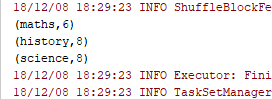 18/12/08 18:29:23 INFO ShuffleBlockFe
(maths,6)
(history,8)
(science,8)
18/12/08 18:29:23 INFO Executor: Fini
18/12/08 18:29:23 INFO TaskSetManager